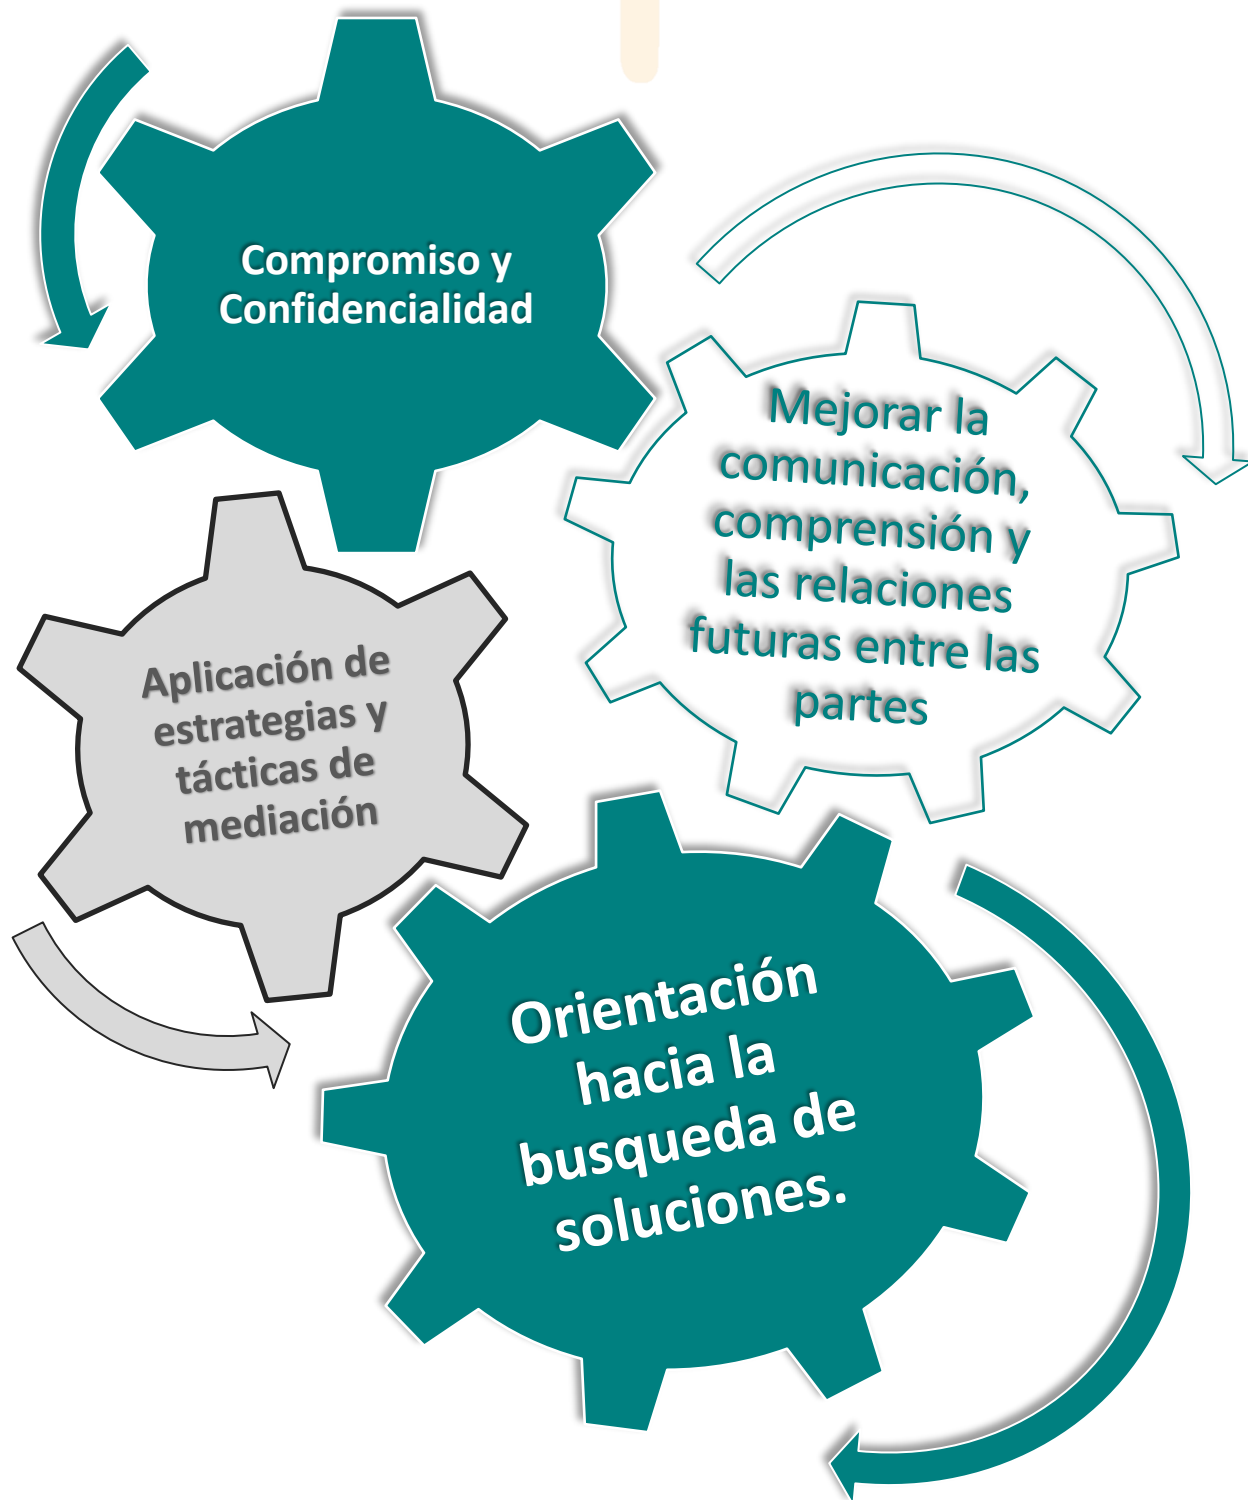 Compromiso y
Confidencialidad
Mejorar la
comunicación,
comprensión y
las relaciones
futuras entre las
partes
Aplicación de
estrategias y
tácticas de
mediación
Orientación
hacia la
busqueda de
soluciones.